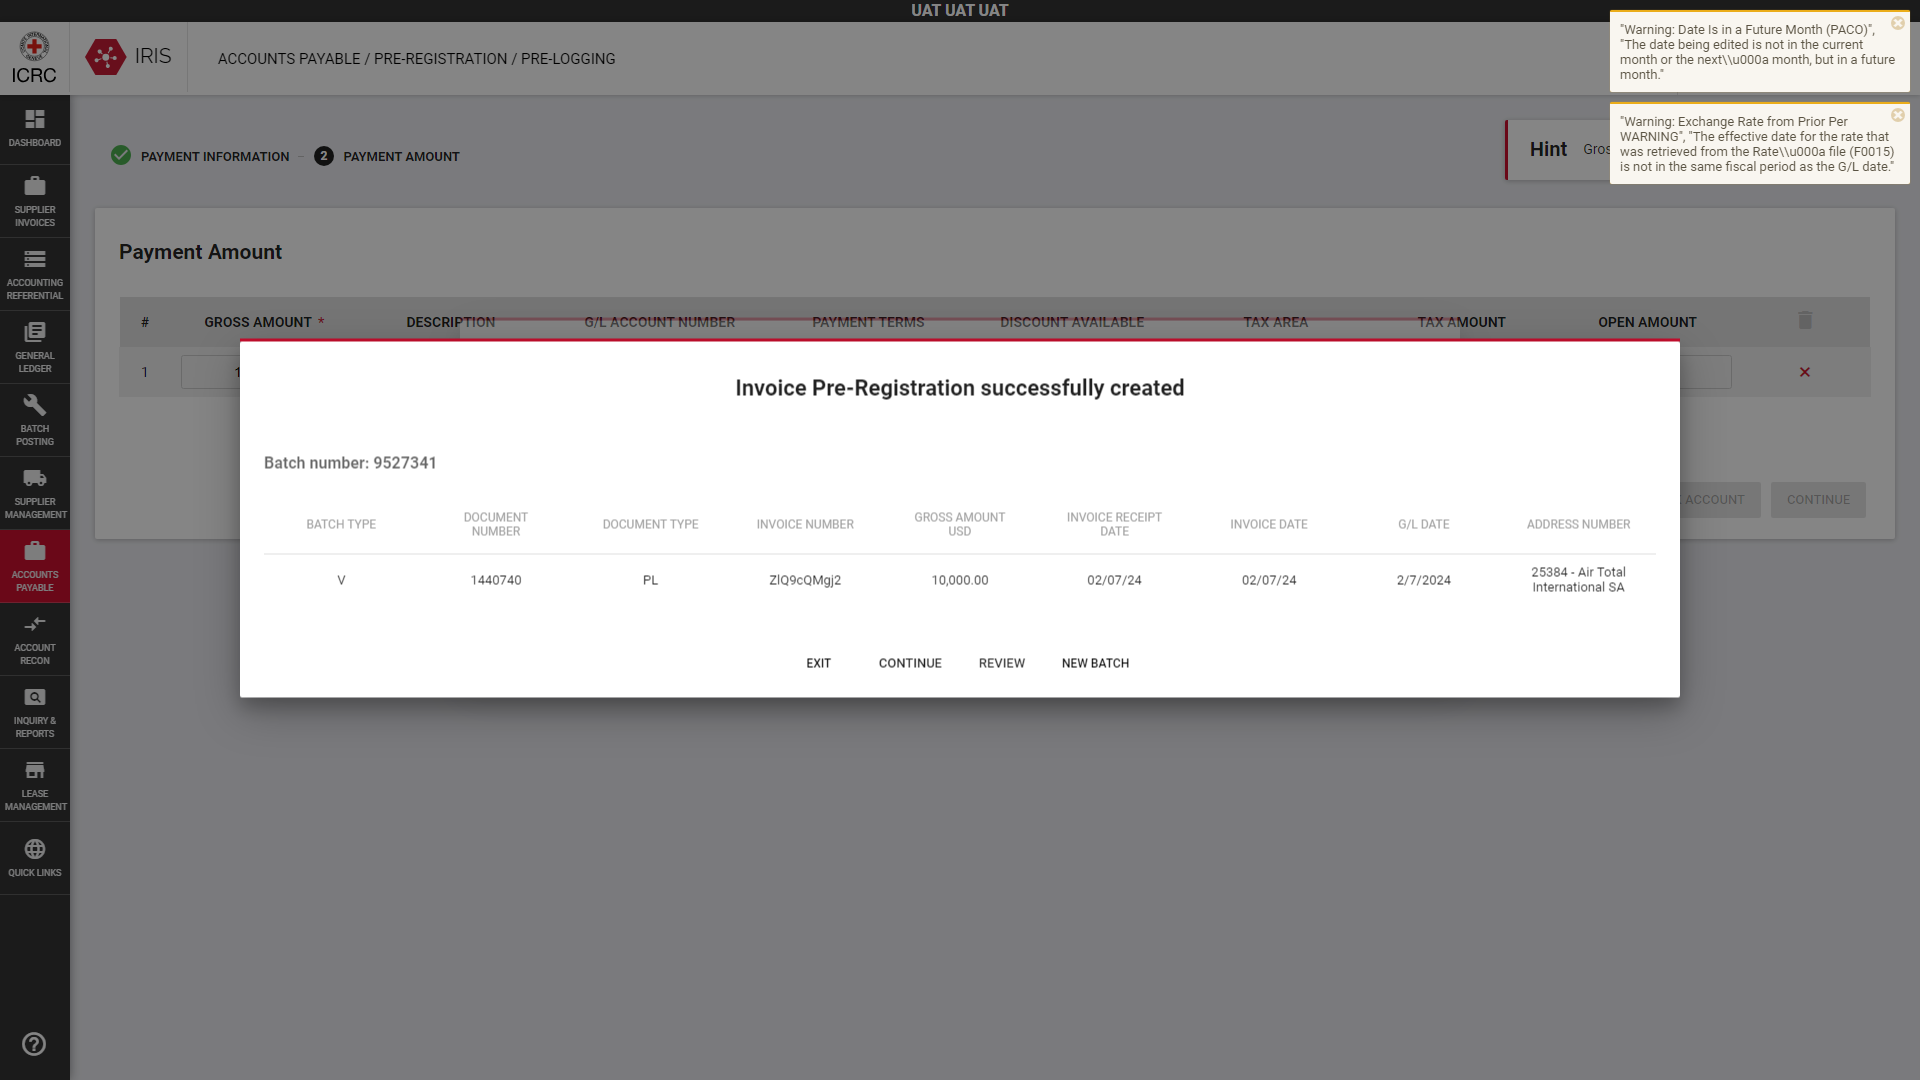 UAT UAT UAT
ICRC
IRIS
ACCOUNTS PAYABLE / PRE-REGISTRATION / PRE-LOGGING
"Warning: Date Is in a Future Month (PACO)",
"The date being edited is not in the current
month or the next\\u000a month, but in a future
month."
"Warning: Exchange Rate from Prior Per
WARNING", "The effective date for the rate that
was retrieved from the Rate\\u000a file (F0015)
is not in the same fiscal period as the G/L date."
DASHBOARD
SUPPLIER
INVOICES
ACCOUNTING
REFERENTIAL
GENERAL
LEDGER
BATCH
POSTING
SUPPLIER
MANAGEMENT
ACCOUNTS
PAYABLE
ACCOUNT
RECON
INQUIRY &
REPORTS
LEASE
MANAGEMENT
QUICK LINKS
PAYMENT INFORMATION
2 PAYMENT AMOUNT
Hint Gros
Payment Amount
# GROSS AMOUNT * DESCRIPTION G/L ACCOUNT NUMBER PAYMENT TERMS DISCOUNT AVAILABLE TAX AREA TAX AMOUNT OPEN AMOUNT
1 1
ACCOUNT CONTINUE
Invoice Pre-Registration successfully created
Batch number: 9527341
BATCH TYPE DOCUMENT NUMBER DOCUMENT TYPE INVOICE NUMBER GROSS AMOUNT USD INVOICE RECEIPT DATE INVOICE DATE G/L DATE ADDRESS NUMBER
V 1440740 PL ZlQ9cQMgj2 10,000.00 02/07/24 02/07/24 2/7/2024 25384 - Air Total International SA
EXIT CONTINUE REVIEW NEW BATCH